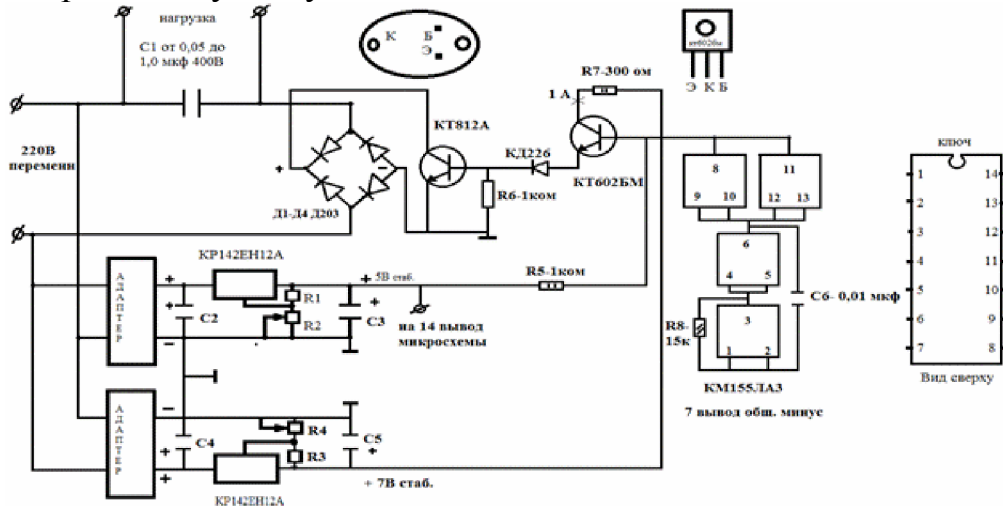 нагрузка
С1 от 0,05 до
1,0 мкф 400В
К
Б
Э
кт602бм
Э К Б
R7-300 ом
1 А
КТ812А
КД226
КТ602БМ
220В
переменн
+
-
R6-1ком
Д1-Д4 Д203
8
9 10
11
12 13
6
4 5
С6- 0,01 мкф
3
1 2
R8-
15к
КМ155ЛА3
7 вывод общ. минус
ключ
1 14
2 13
3 12
4 11
5 10
6 9
7 8
Вид сверху
КР142ЕН12А
АДАПТЕР
+
+
-
С2
R1
R2
+
С3
+ 5В стаб.
на 14 вывод
микросхемы
R5-1ком
АДАПТЕР
-
+
+
С4
R4
R3
С5
+
+ 7В стаб.
КР142ЕН12А